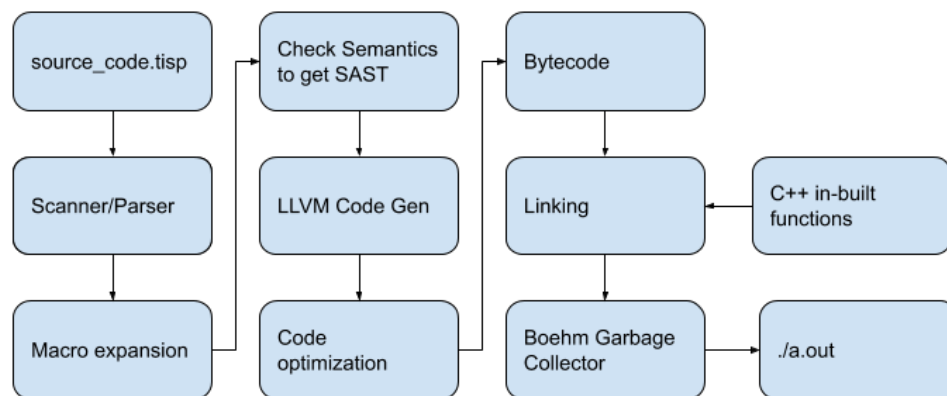 source_code.tisp
Scanner/Parser
Macro expansion
Check Semantics
to get SAST
LLVM Code Gen
Code
optimization
Bytecode
Linking
C++ in-built
functions
Boehm Garbage
Collector
./a.out